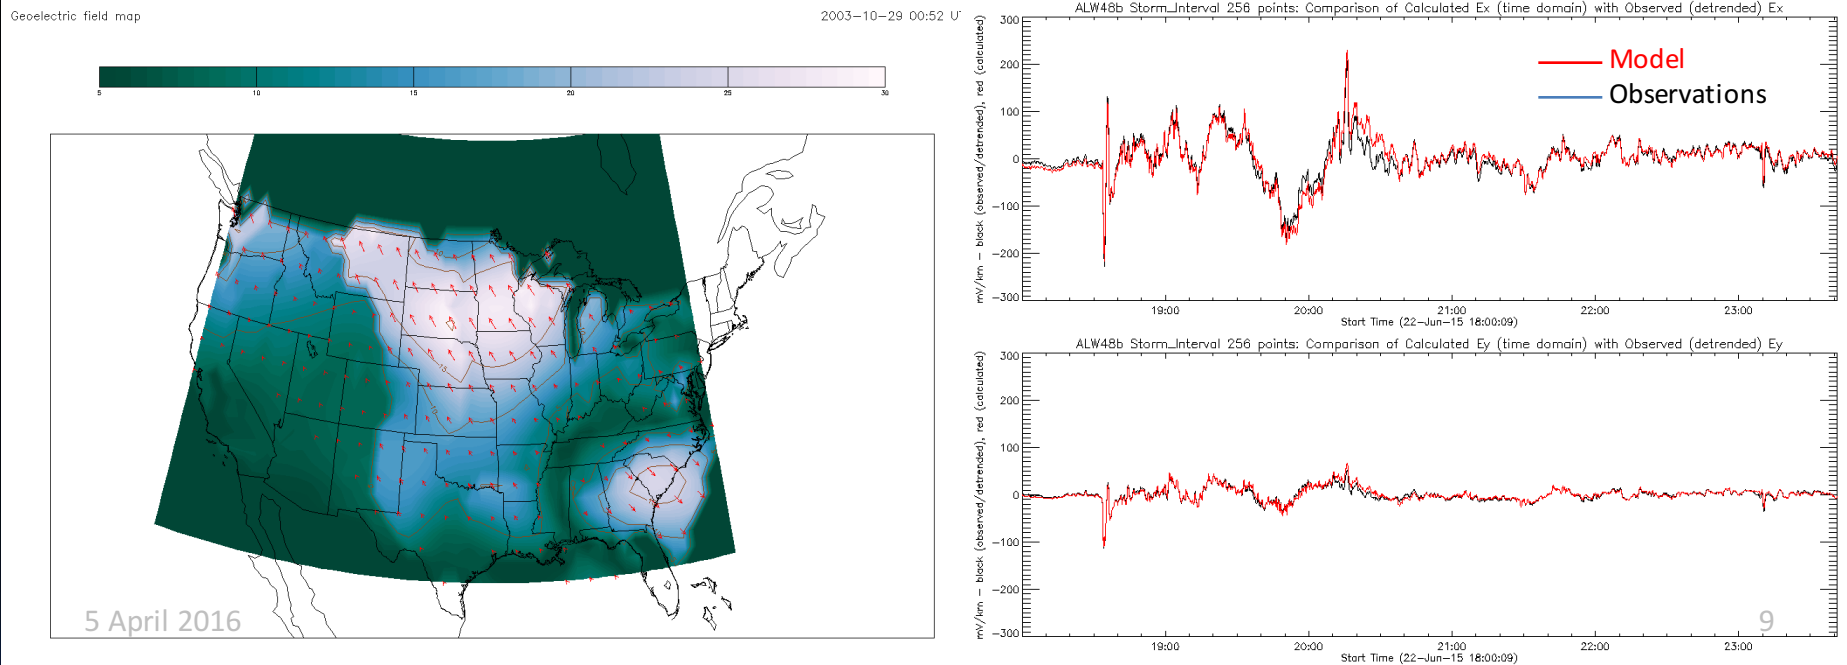 Geoelectric field map
2003-10-29 00:52 U
5 10 15 20 25 30
5 April 2016
ALW48b Storm_Interval 256 points: Comparison of Calculated Ex (time domain) with Observed (detrended) Ex
mV/km - black (observed/detrended), red (calculated)
300
200
100
0
-100
-200
-300
Model
Observations
19:00 20:00 21:00 22:00 23:00
Start Time (22-Jun-15 18:00:09)
ALW48b Storm_Interval 256 points: Comparison of Calculated Ey (time domain) with Observed (detrended) Ey
mV/km - black (observed/detrended), red (calculated)
300
200
100
0
-100
-200
-300
19:00 20:00 21:00 22:00 23:00
Start Time (22-Jun-15 18:00:09)
9